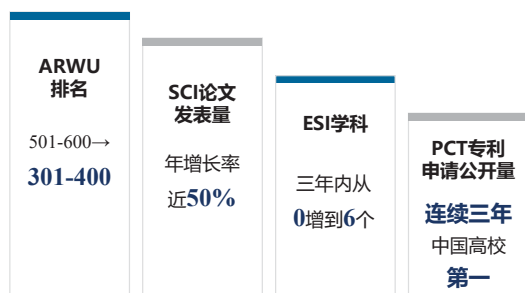 ARWU
排名
501-600→
301-400
SCI论文
发表量
年增长率
近50%
ESI学科
三年内从
0增到6个
PCT专利
申请公开量
连续三年
中国高校
第一